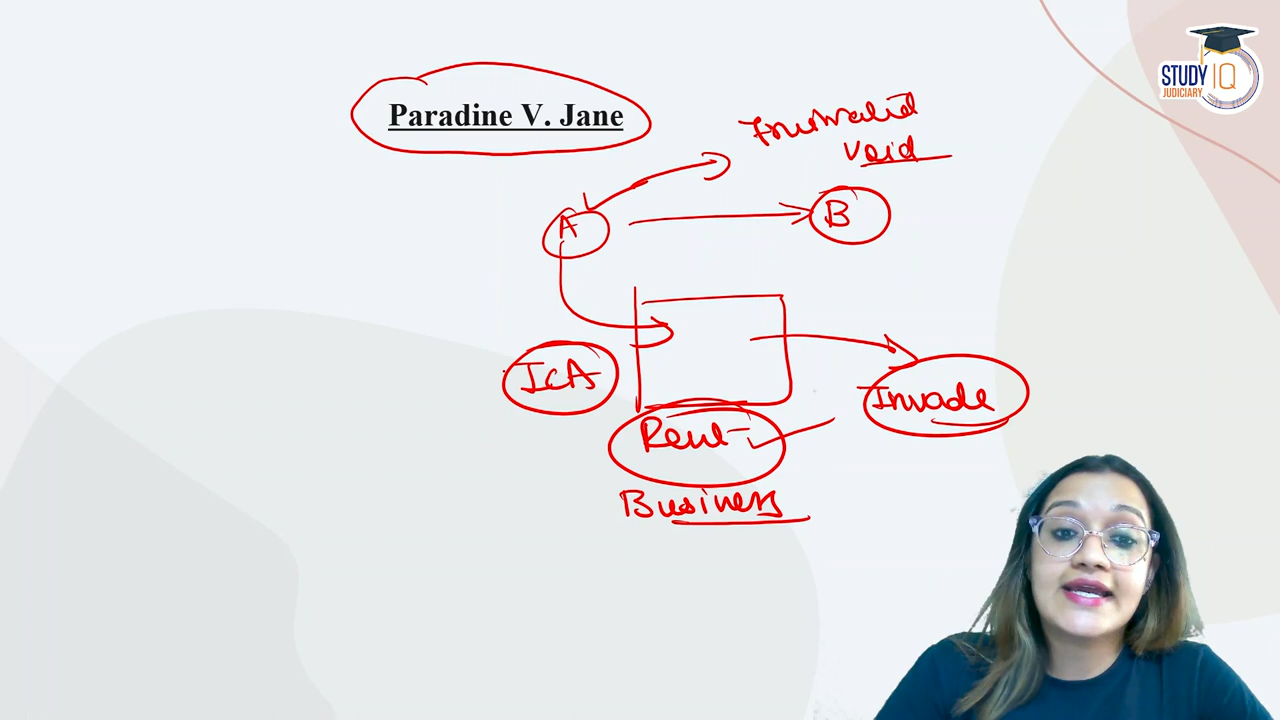 STUDY IQ
JUDICIARY
Paradine V. Jane
Frustrated
Void
A
B
ICA
Invade
Rent
Business